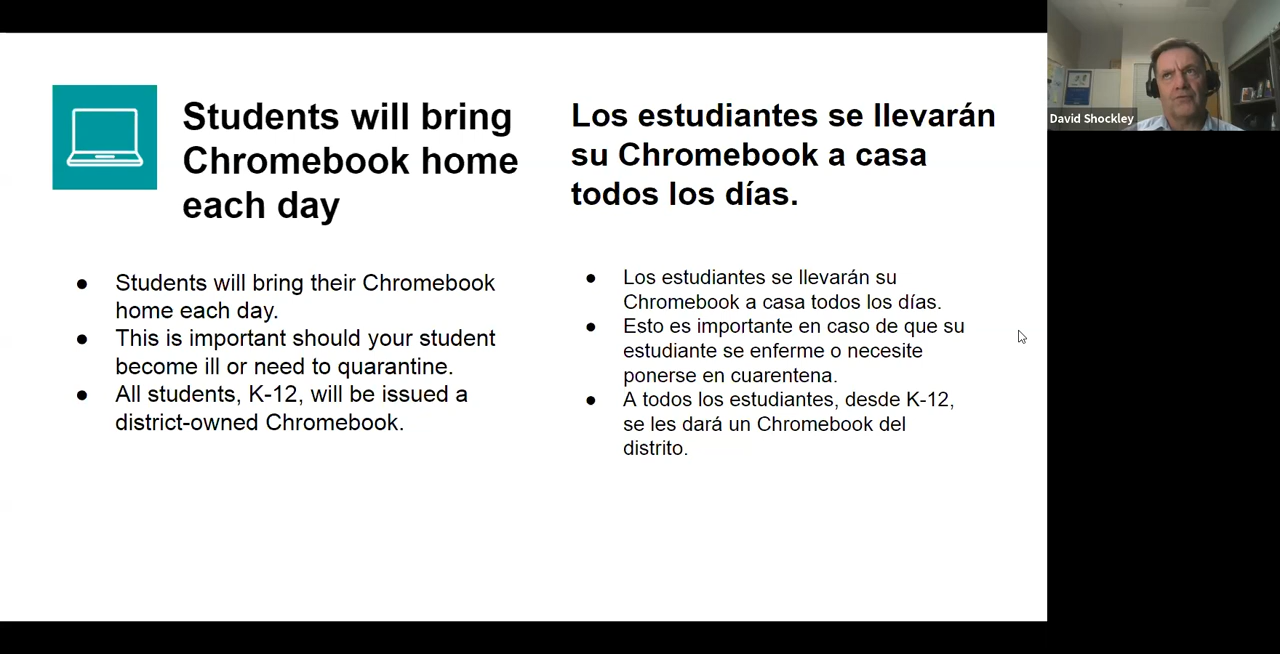 Students will bring
Chromebook home
each day
Los estudiantes se llevarán
su Chromebook a casa
todos los días.
● Students will bring their Chromebook
home each day.
● This is important should your student
become ill or need to quarantine.
● All students, K-12, will be issued a
district-owned Chromebook.
● Los estudiantes se llevarán su
Chromebook a casa todos los días.
● Esto es importante en caso de que su
estudiante se enferme o necesite
ponerse en cuarentena.
● A todos los estudiantes, desde K-12,
se les dará un Chromebook del
distrito.
David Shockley